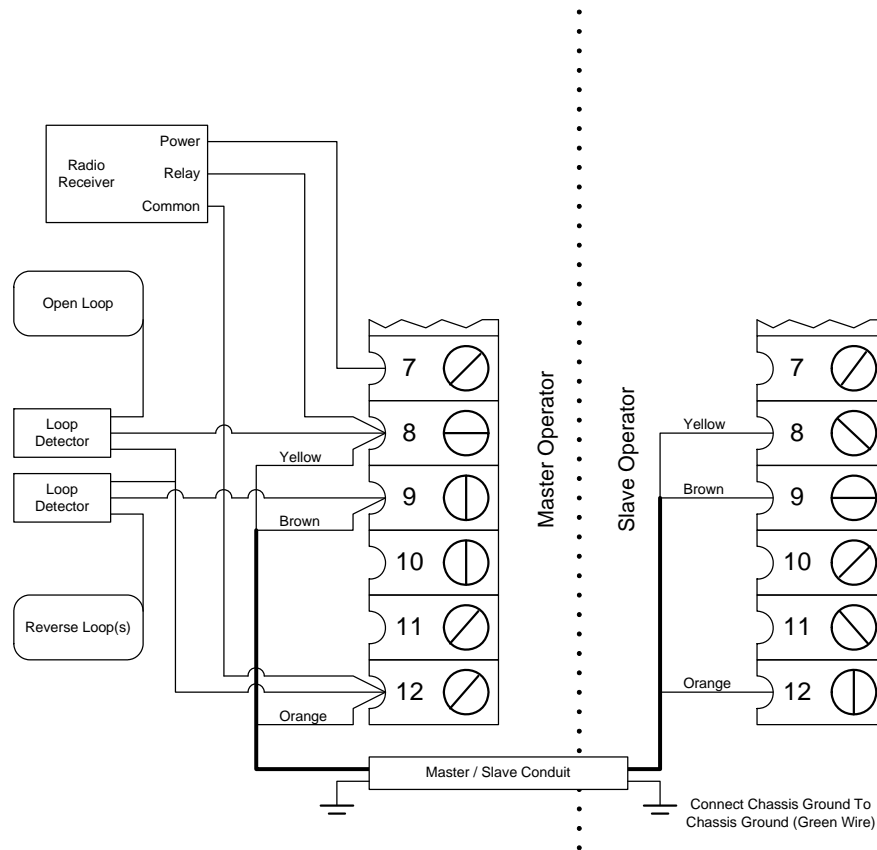 Power
Radio
Receiver
Relay
Common
Open Loop
Loop
Detector
Loop
Detector
Reverse Loop(s)
Yellow
Brown
Orange
7
8
9
10
11
12
Master Operator
Slave Operator
Yellow
Brown
Orange
7
8
9
10
11
12
Master / Slave Conduit
Connect Chassis Ground To
Chassis Ground (Green Wire)